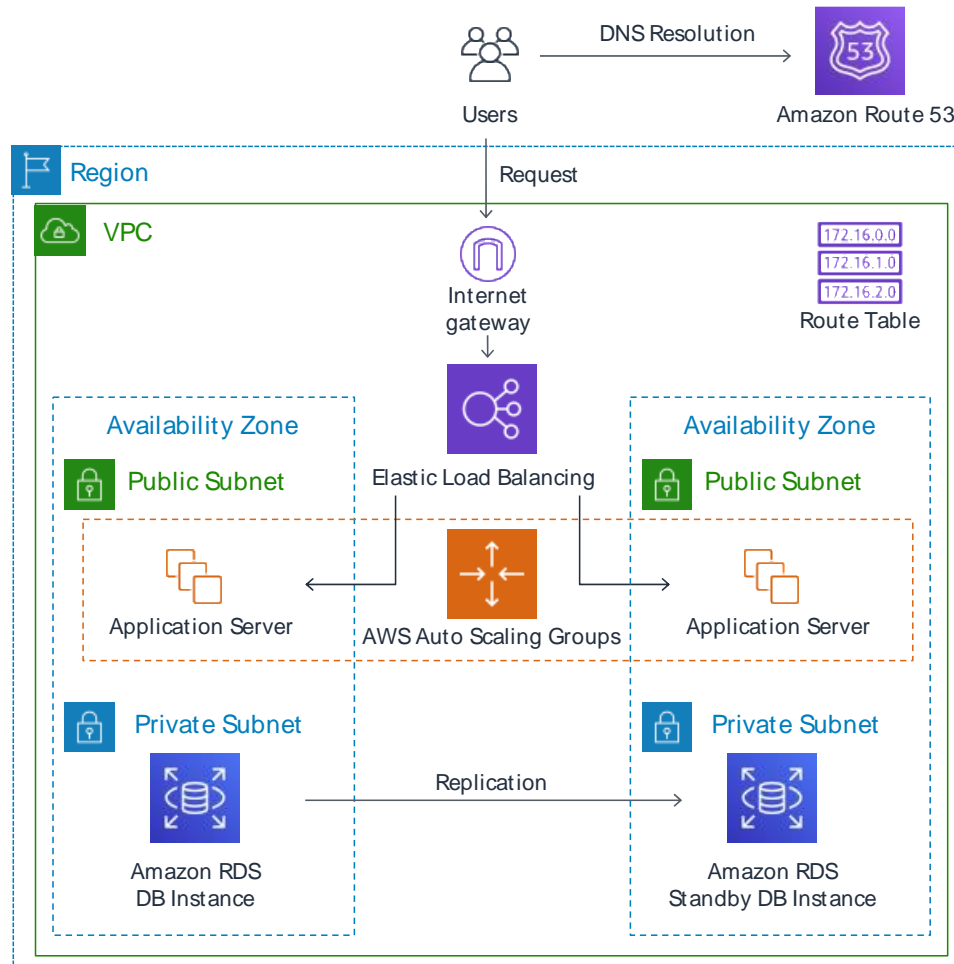 DNS Resolution
53
Users
Amazon Route 53
Region
Request
VPC
172.16.0.0
172.16.1.0
172.16.2.0
Route Table
Internet
gateway
Availability Zone
Availability Zone
Public Subnet
Elastic Load Balancing
Public Subnet
Application Server
AWS Auto Scaling Groups
Application Server
Private Subnet
Private Subnet
Replication
Amazon RDS
DB Instance
Amazon RDS
Standby DB Instance